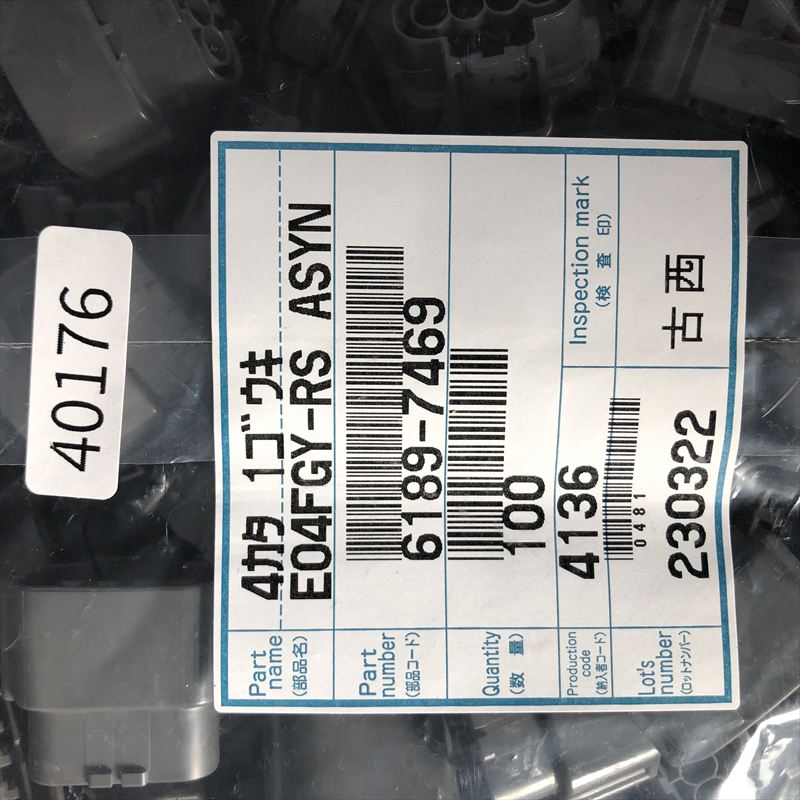 40176
4カタ 1ゴウキ
Part name
(部品名)
E04FGY-RS ASYN
Part number
(部品コード)
6189-7469
Quantity
(数 量)
100
Production code
(納入者コード)
4136
Inspection mark
(検 査 印)
0481
Lot's number
(ロットナンバー)
230322
古西